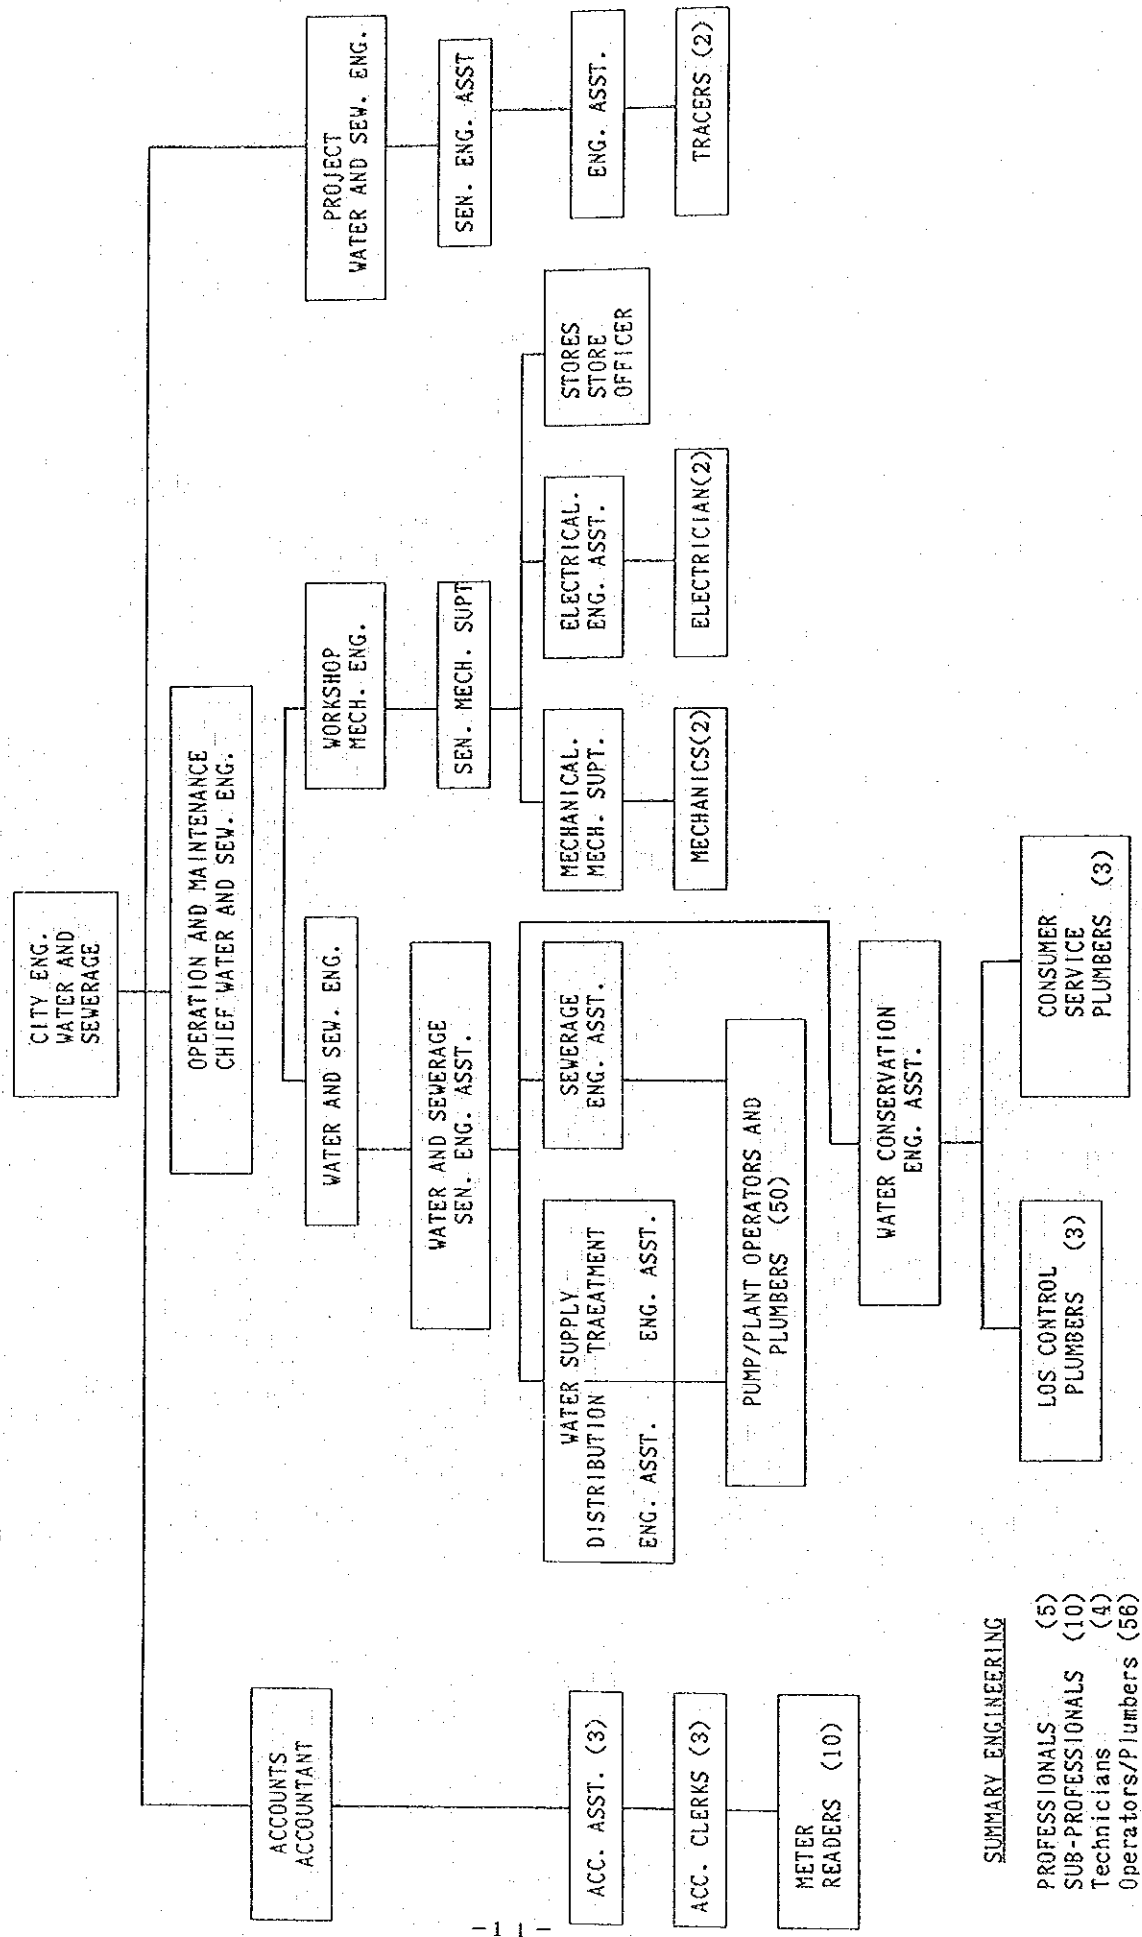 CITY ENG.
WATER AND
SEWERAGE
OPERATION AND MAINTENANCE
CHIEF WATER AND SEW. ENG.
ACCOUNTS
ACCOUNTANT
WATER AND SEW. ENG.
WORKSHOP
MECH. ENG.
PROJECT
WATER AND SEW. ENG.
WATER AND SEWERAGE
SEN. ENG. ASST.
SEN. MECH. SUPT
SEN. ENG. ASST
ACC. ASST. (3)
WATER SUPPLY
DISTRIBUTION TRAEATMENT
ENG. ASST. ENG. ASST.
SEWERAGE
ENG. ASST.
MECHANICAL.
MECH. SUPT.
ELECTRICAL.
ENG. ASST.
STORES
STORE
OFFICER
ENG. ASST.
ACC. CLERKS (3)
MECHANICS(2)
ELECTRICIAN(2)
TRACERS (2)
METER
READERS (10)
PUMP/PLANT OPERATORS AND
PLUMBERS (50)
WATER CONSERVATION
ENG. ASST.
LOS CONTROL
PLUMBERS (3)
CONSUMER
SERVICE
PLUMBERS (3)
SUMMARY ENGINEERING
PROFESSIONALS (5)
SUB-PROFESSIONALS (10)
Technicians (4)
Operators/Plumbers (56)